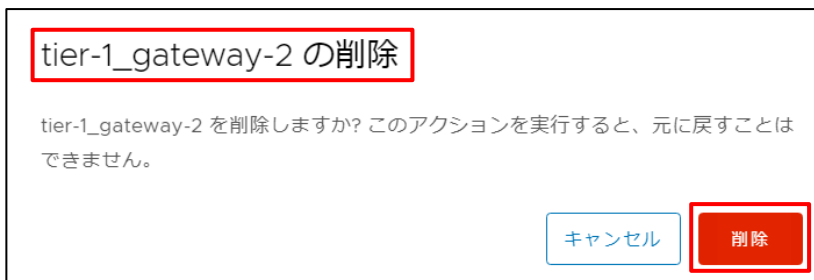 tier-1_gateway-2 の削除
tier-1_gateway-2 を削除しますか? このアクションを実行すると、元に戻すことは
できません。
キャンセル
削除